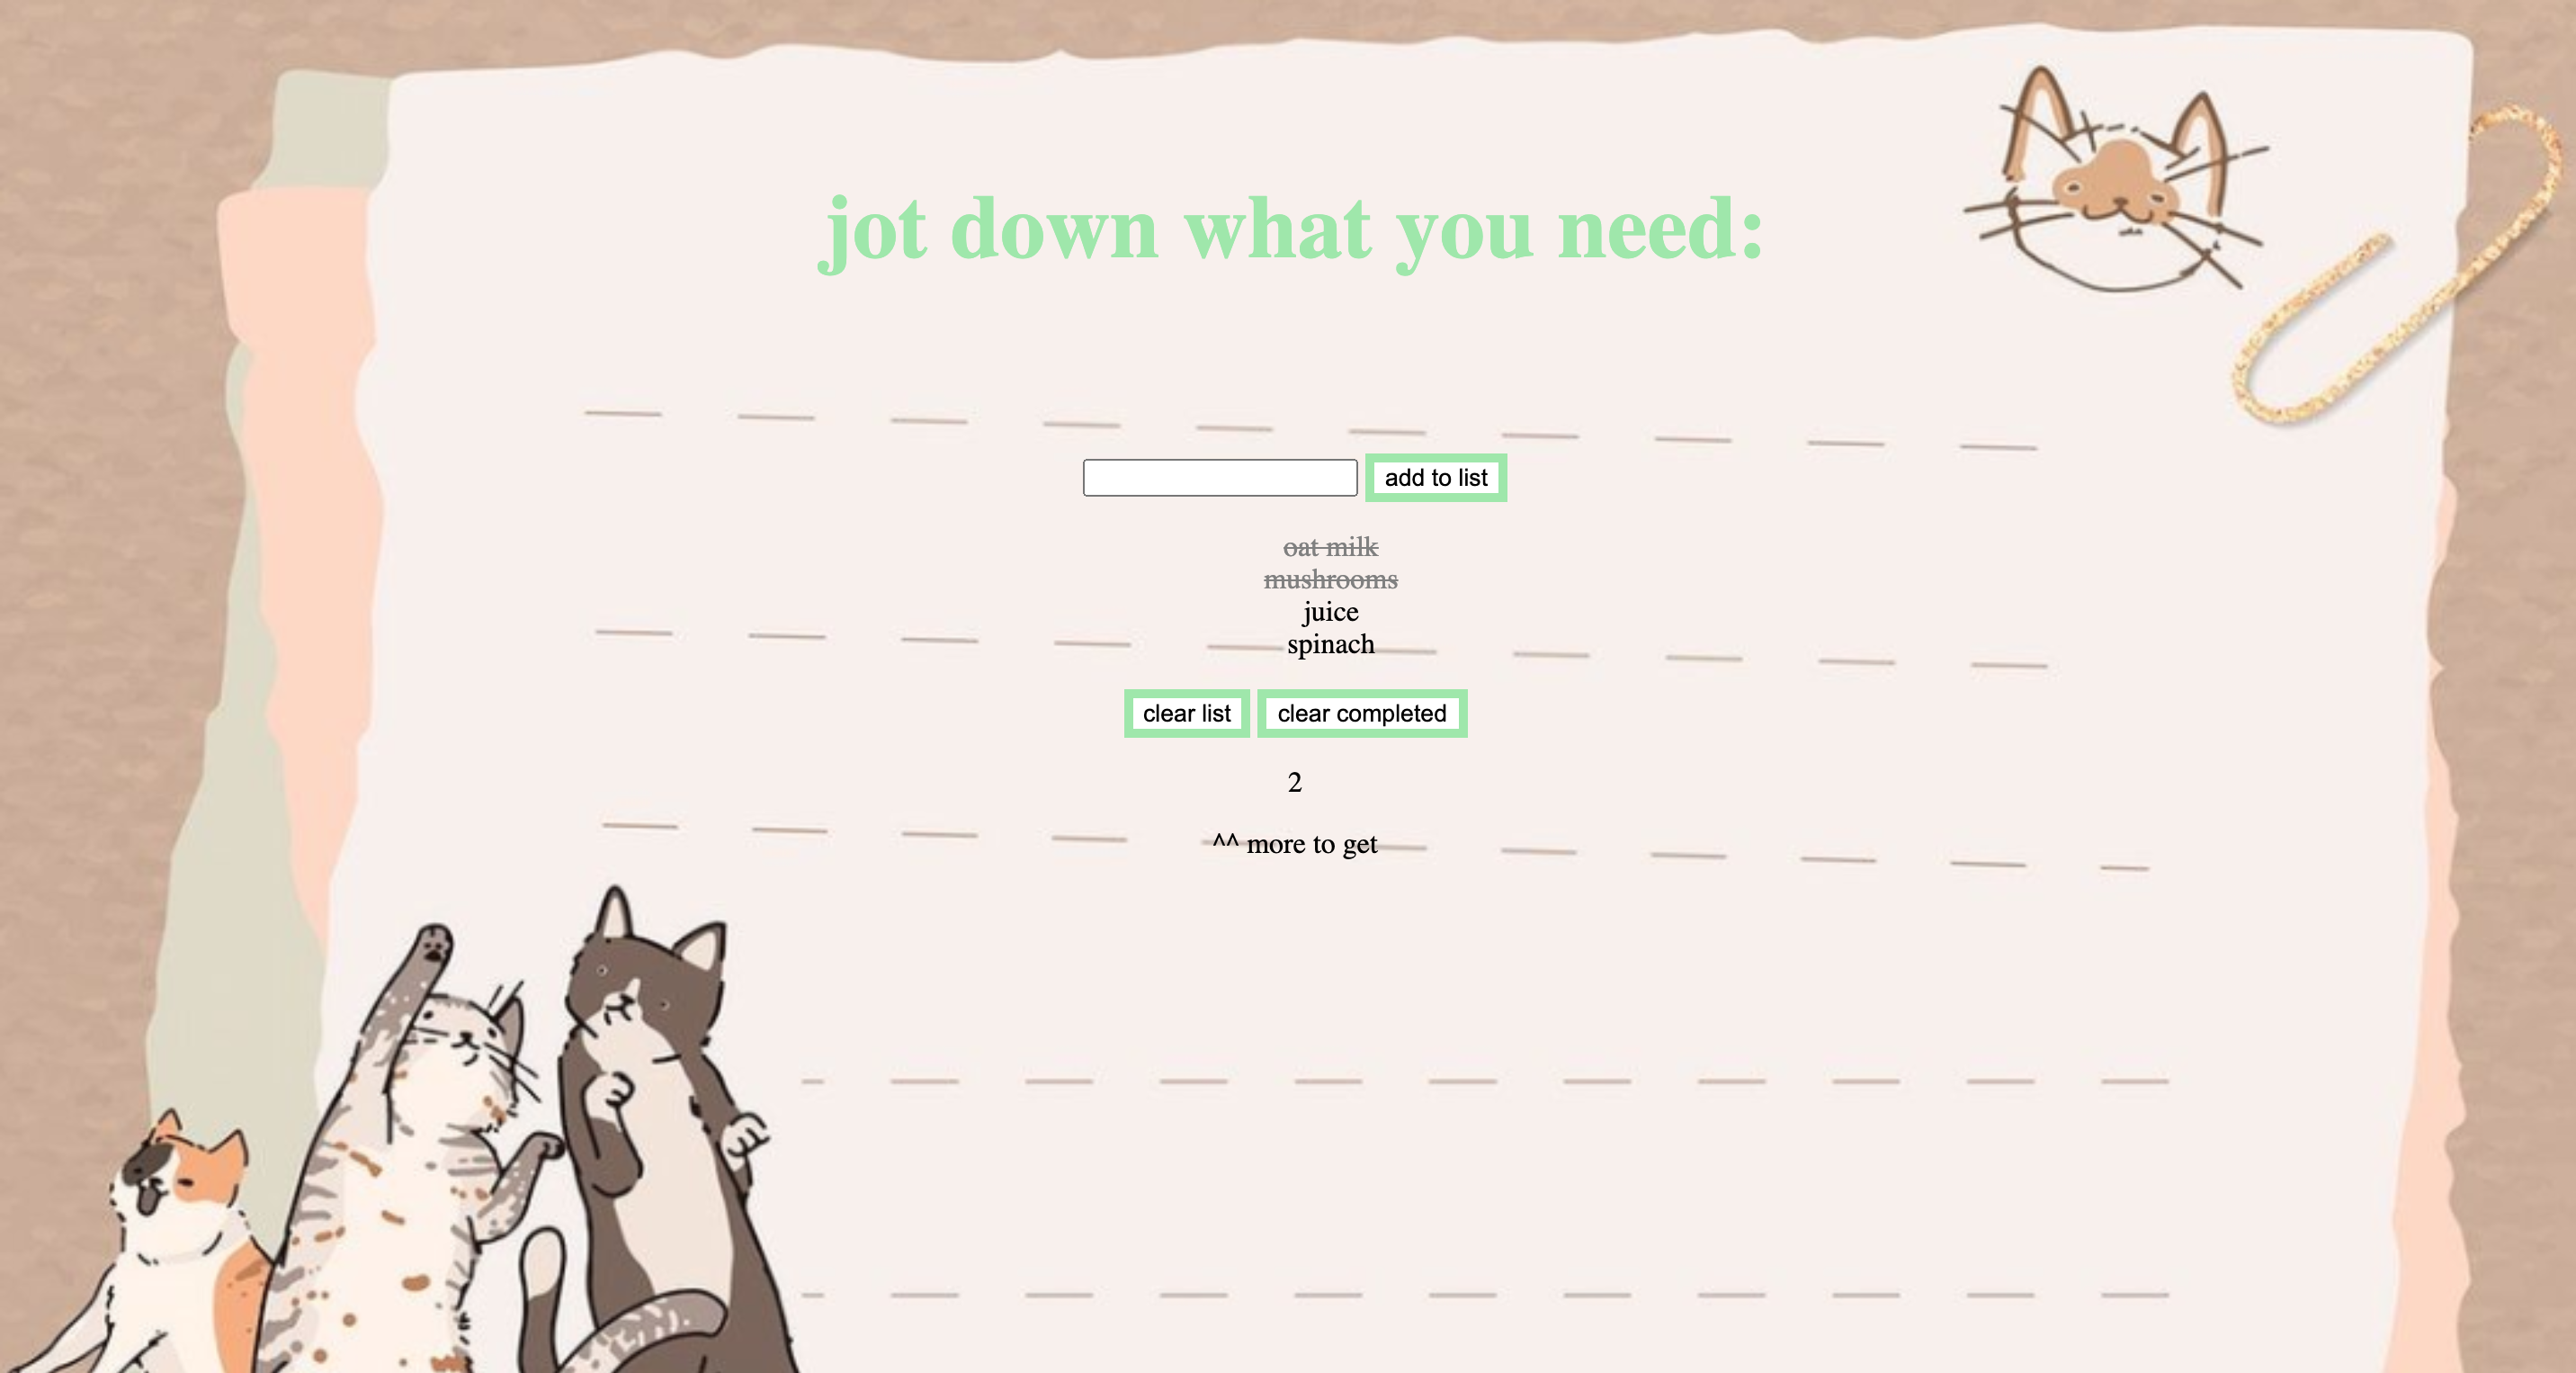 jot down what you need:
add to list
oat milk
mushrooms
juice
spinach
clear list clear completed
2
^^ more to get